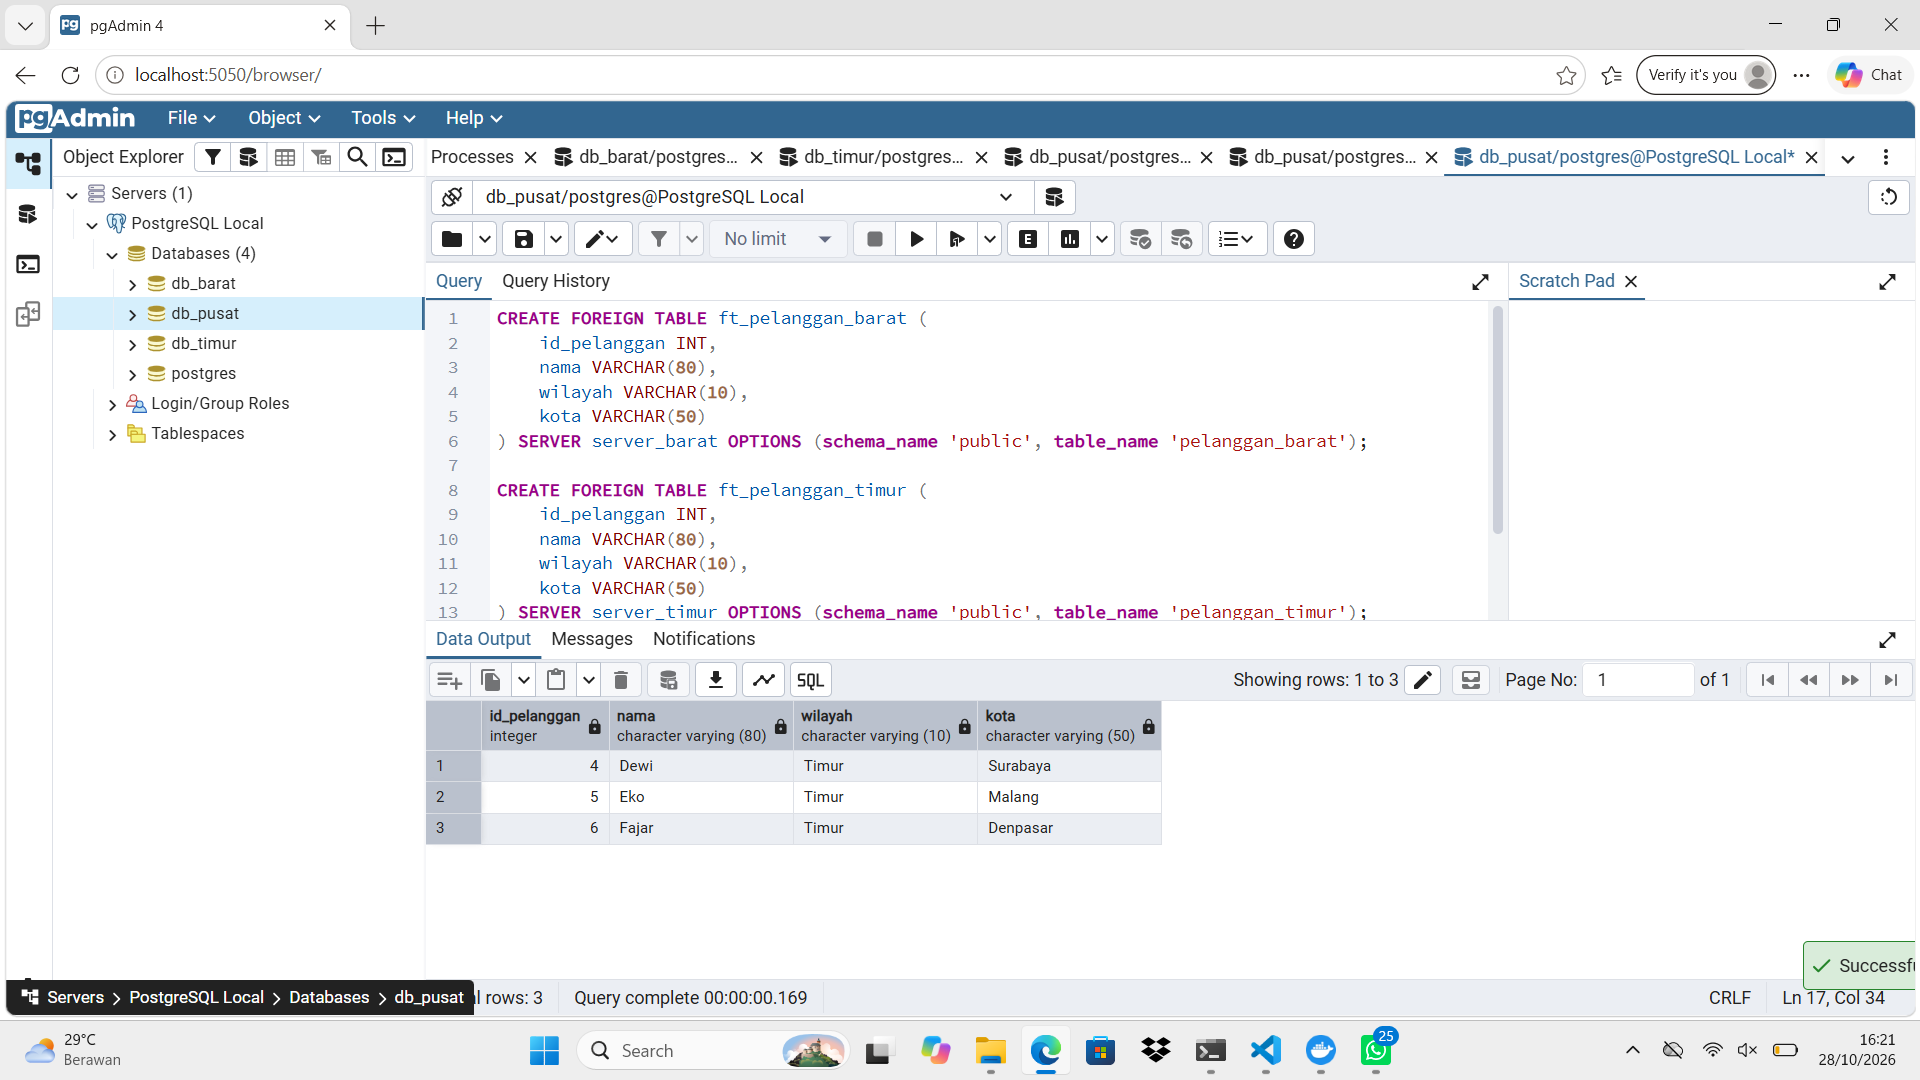 pgAdmin 4
localhost:5050/browser/
Verify it's you
Chat
pgAdmin
File
Object
Tools
Help
Object Explorer
Processes
db_barat/postgres...
db_timur/postgres...
db_pusat/postgres...
db_pusat/postgres...
db_pusat/postgres@PostgreSQL Local*
Servers (1)
PostgreSQL Local
Databases (4)
db_barat
db_pusat
db_timur
postgres
Login/Group Roles
Tablespaces
db_pusat/postgres@PostgreSQL Local
No limit
E
Query
Query History
Scratch Pad
1 CREATE FOREIGN TABLE ft_pelanggan_barat (
2 id_pelanggan INT,
3 nama VARCHAR(80),
4 wilayah VARCHAR(10),
5 kota VARCHAR(50)
6 ) SERVER server_barat OPTIONS (schema_name 'public', table_name 'pelanggan_barat');
7
8 CREATE FOREIGN TABLE ft_pelanggan_timur (
9 id_pelanggan INT,
10 nama VARCHAR(80),
11 wilayah VARCHAR(10),
12 kota VARCHAR(50)
13 ) SERVER server_timur OPTIONS (schema_name 'public', table_name 'pelanggan_timur');
Data Output
Messages
Notifications
SQL
Showing rows: 1 to 3
Page No: 1 of 1
id_pelanggan nama wilayah kota
integer character varying (80) character varying (10) character varying (50)
1 4 Dewi Timur Surabaya
2 5 Eko Timur Malang
3 6 Fajar Timur Denpasar
Successfu
Servers > PostgreSQL Local > Databases > db_pusat
l rows: 3
Query complete 00:00:00.169
CRLF
Ln 17, Col 34
29°C
Berawan
Search
25
16:21
28/10/2026